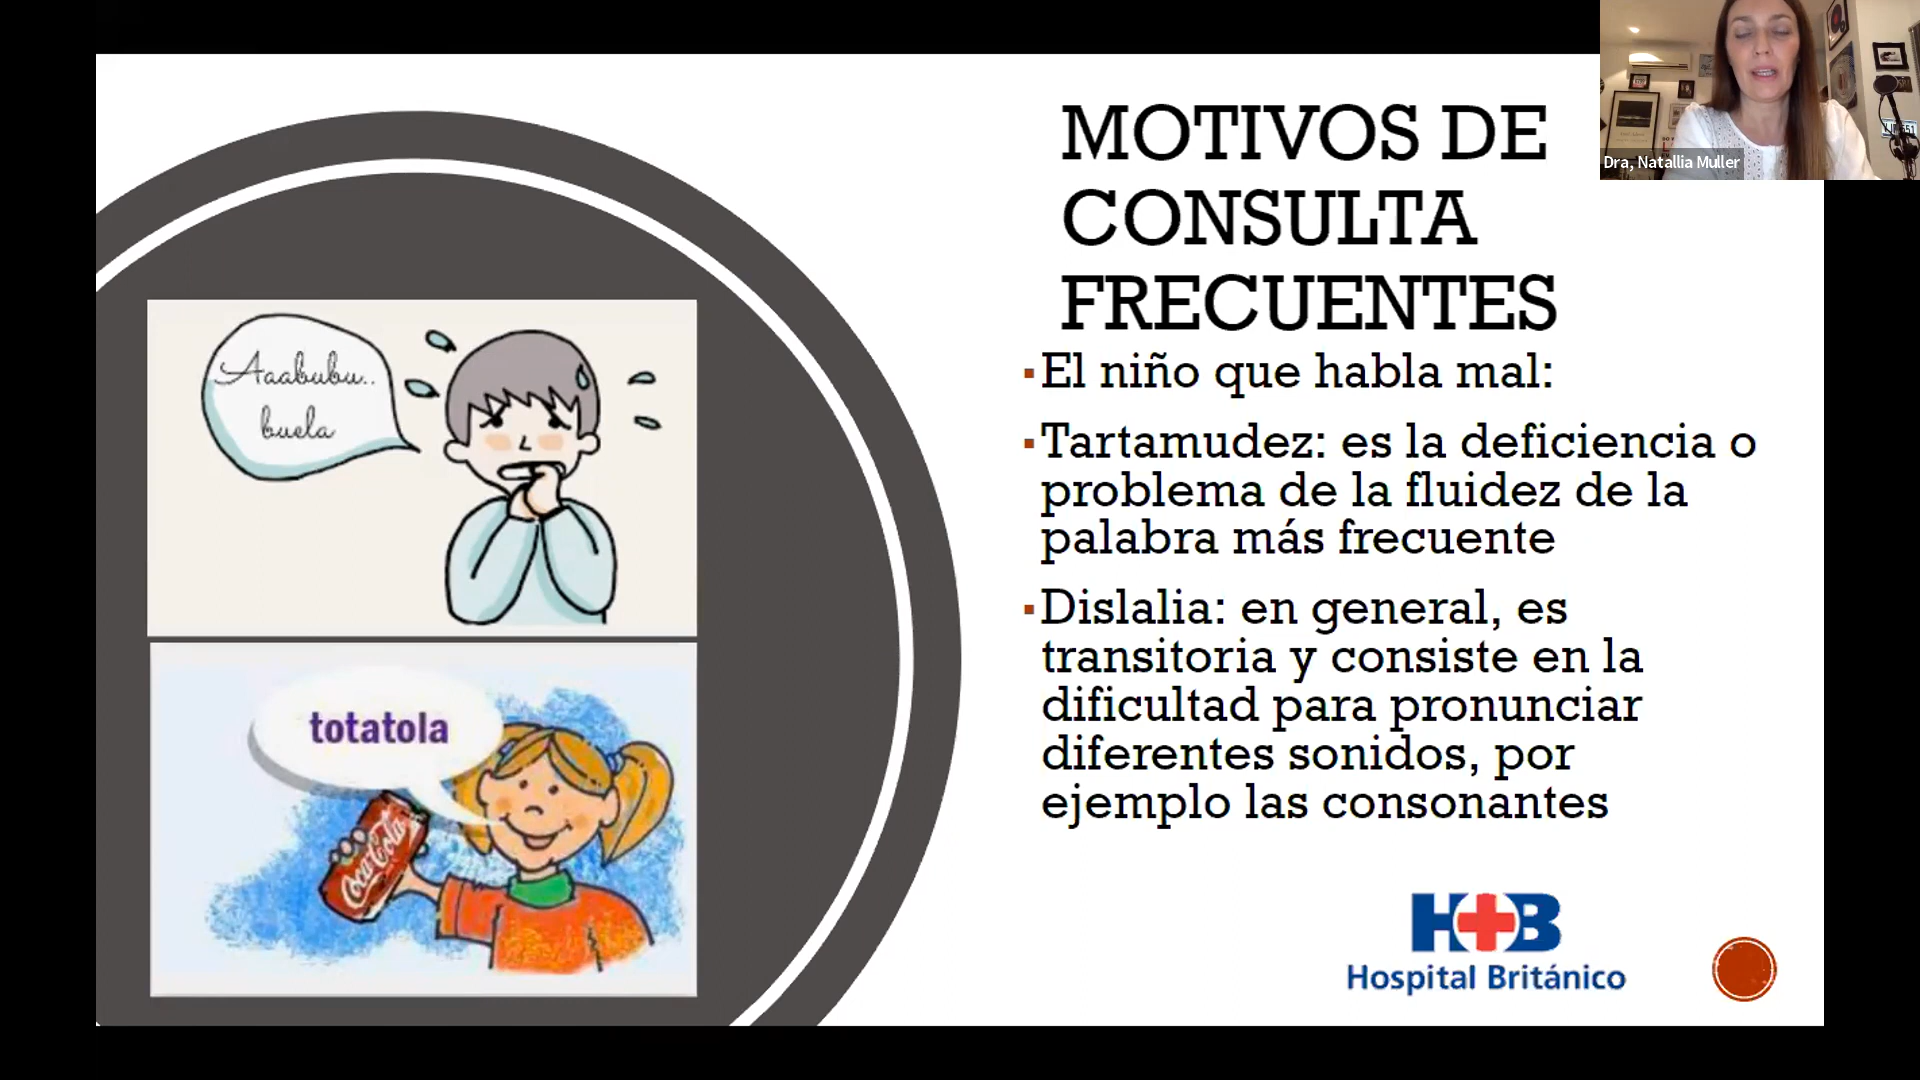 MOTIVOS DE
CONSULTA
FRECUENTES
▪El niño que habla mal:
▪Tartamudez: es la deficiencia o
problema de la fluidez de la
palabra más frecuente
▪Dislalia: en general, es
transitoria y consiste en la
dificultad para pronunciar
diferentes sonidos, por
ejemplo las consonantes
Aaabubu..
buela
totatola
Coca-Cola
H+B
Hospital Británico
Dra, Natallia Muller